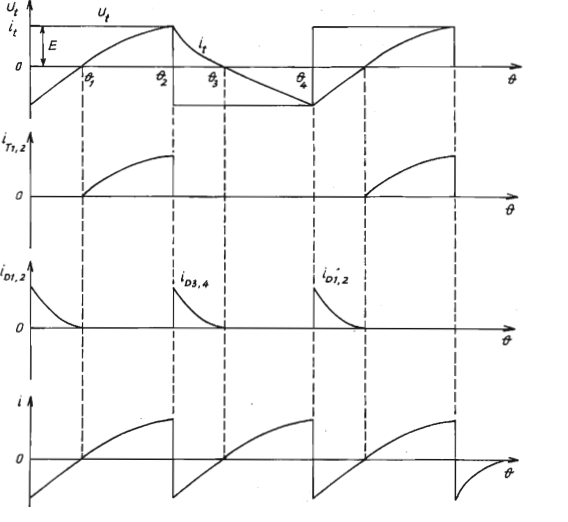 u_t
i_t
u_t
E
i_t
0
ϑ_1 ϑ_2 ϑ_3 ϑ_4 ϑ
i_T1,2
0 ϑ
i_D1,2 i_D3,4 i_D1,2
0 ϑ
i
0 ϑ